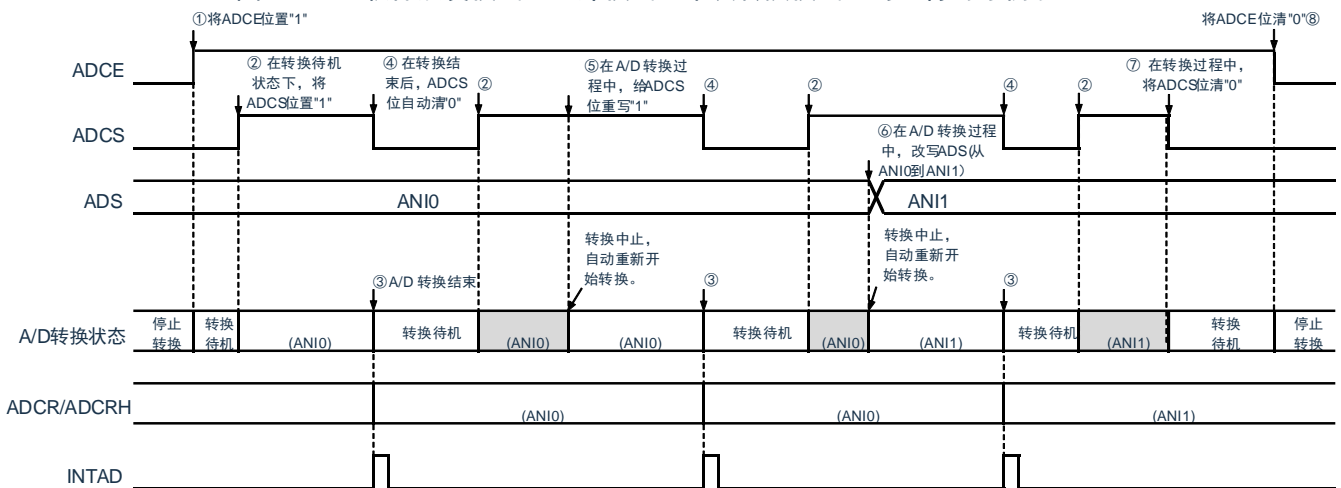 ①将ADCE位置"1"
将ADCE位清"0"⑧
ADCE
② 在转换待机
状态下，将
ADCS位置"1"
④ 在转换结
束后，ADCS
位自动清"0"
②
⑤在A/D 转换过
程中，给ADCS
位重写"1"
④
②
④
②
⑦ 在转换过程中，
将ADCS位清"0"
ADCS
⑥在A/D 转换过程
中，改写ADS(从
ANI0到ANI1）
ADS
ANI0
ANI1
转换中止，
自动重新开
始转换。
转换中止，
自动重新开
始转换。
③A/D 转换结束
③
③
A/D转换状态
停止
转换
转换
待机
(ANI0)
转换待机
(ANI0)
(ANI0)
转换待机
(ANI0)
(ANI1)
转换待机
(ANI1)
转换
待机
停止
转换
ADCR/ADCRH
(ANI0)
(ANI0)
(ANI1)
INTAD